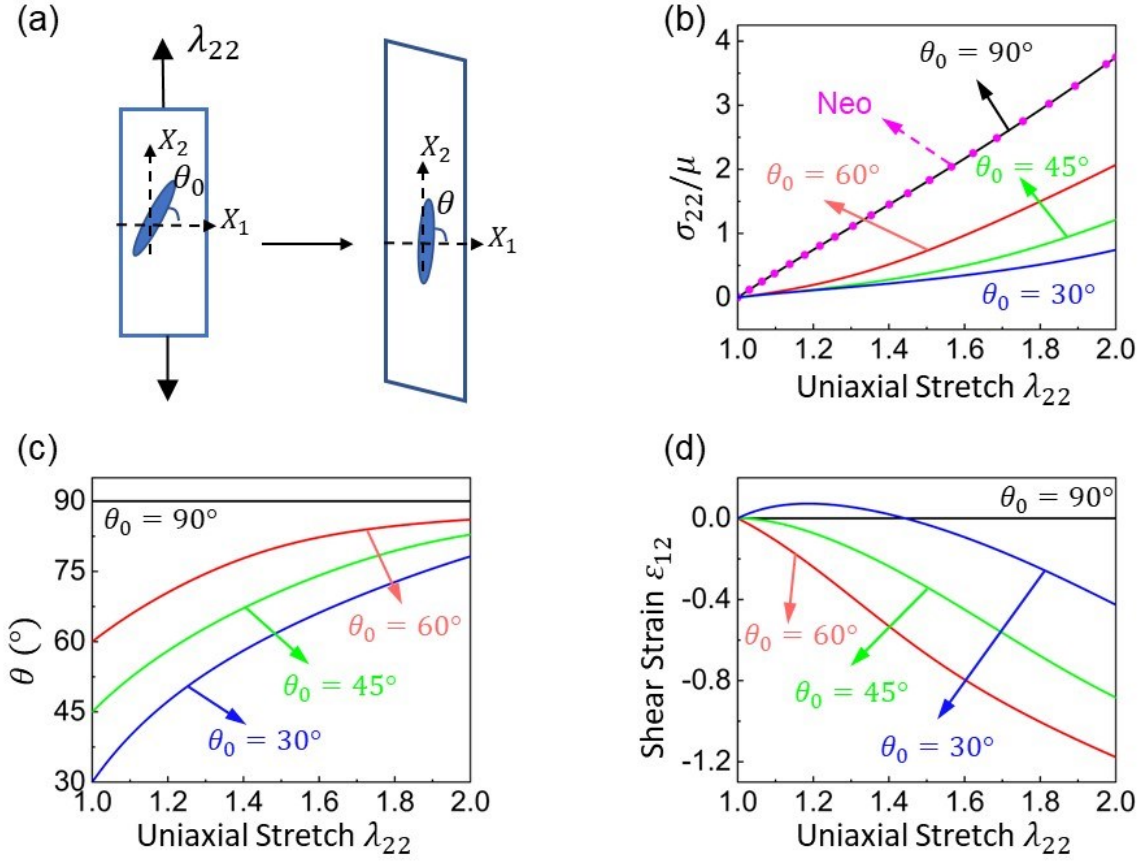 (a)
λ₂₂
X₂
θ₀
X₁
X₂
θ
X₁
(b)
σ₂₂/μ
4
3
2
1
0
Neo
θ₀ = 90°
θ₀ = 60°
θ₀ = 45°
θ₀ = 30°
1.0 1.2 1.4 1.6 1.8 2.0
Uniaxial Stretch λ₂₂
(c)
θ (°)
90
75
60
45
30
θ₀ = 90°
θ₀ = 60°
θ₀ = 45°
θ₀ = 30°
1.0 1.2 1.4 1.6 1.8 2.0
Uniaxial Stretch λ₂₂
(d)
Shear Strain ε₁₂
0.0
-0.4
-0.8
-1.2
θ₀ = 90°
θ₀ = 60°
θ₀ = 45°
θ₀ = 30°
1.0 1.2 1.4 1.6 1.8 2.0
Uniaxial Stretch λ₂₂